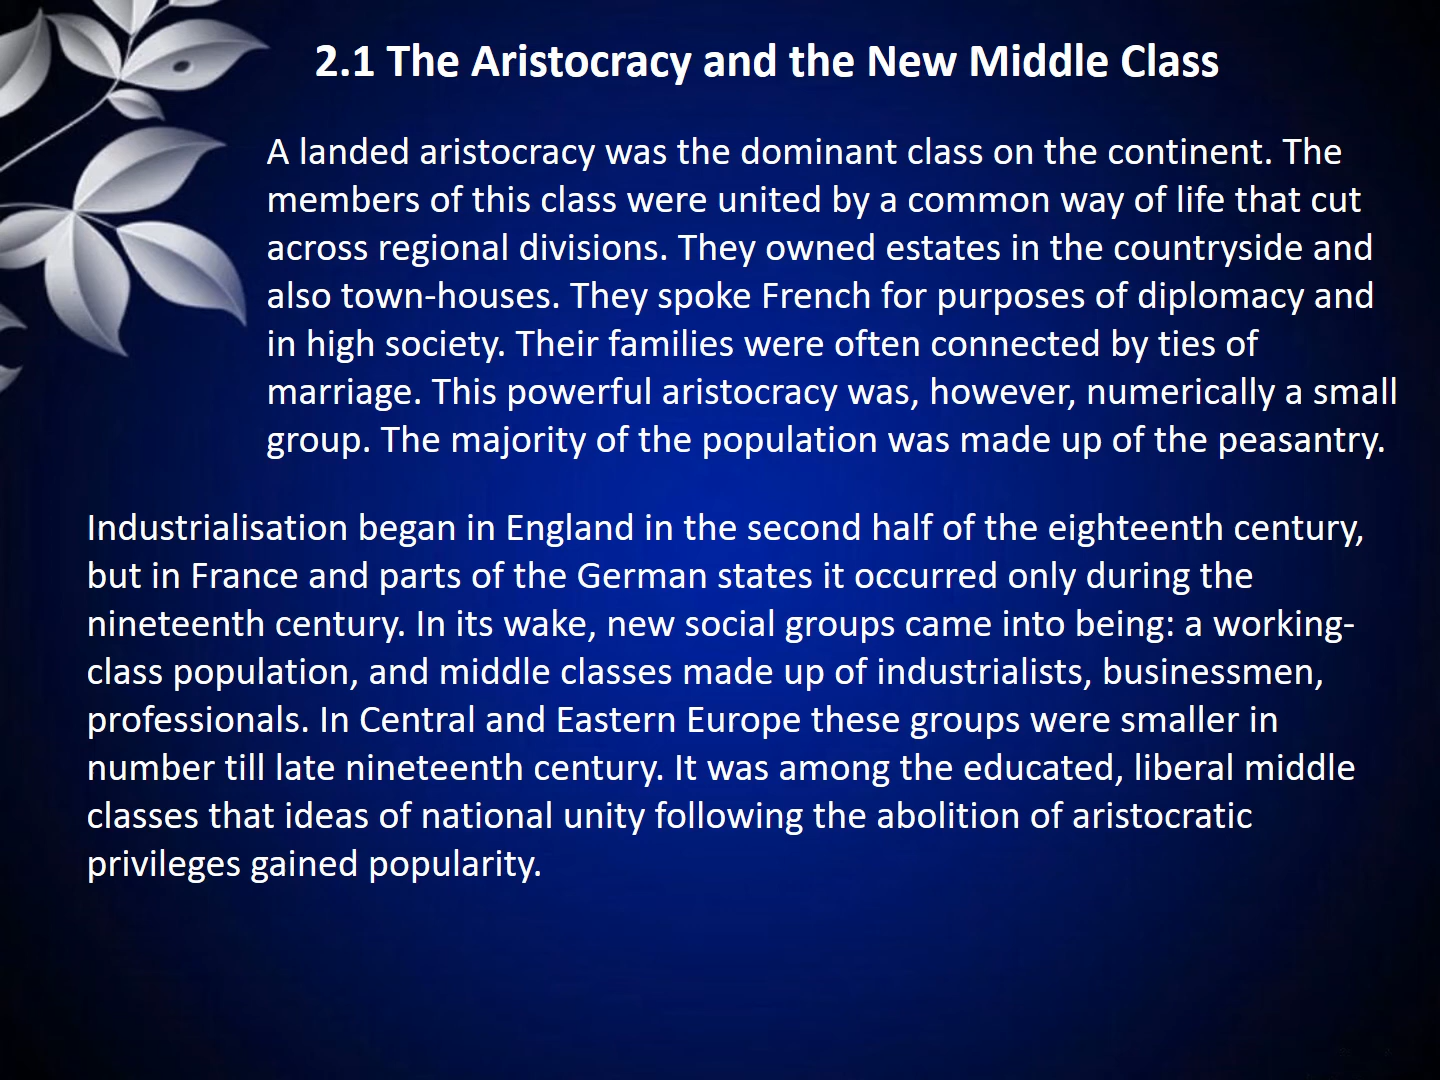 2.1 The Aristocracy and the New Middle Class
A landed aristocracy was the dominant class on the continent. The
members of this class were united by a common way of life that cut
across regional divisions. They owned estates in the countryside and
also town-houses. They spoke French for purposes of diplomacy and
in high society. Their families were often connected by ties of
marriage. This powerful aristocracy was, however, numerically a small
group. The majority of the population was made up of the peasantry.
Industrialisation began in England in the second half of the eighteenth century,
but in France and parts of the German states it occurred only during the
nineteenth century. In its wake, new social groups came into being: a working-
class population, and middle classes made up of industrialists, businessmen,
professionals. In Central and Eastern Europe these groups were smaller in
number till late nineteenth century. It was among the educated, liberal middle
classes that ideas of national unity following the abolition of aristocratic
privileges gained popularity.